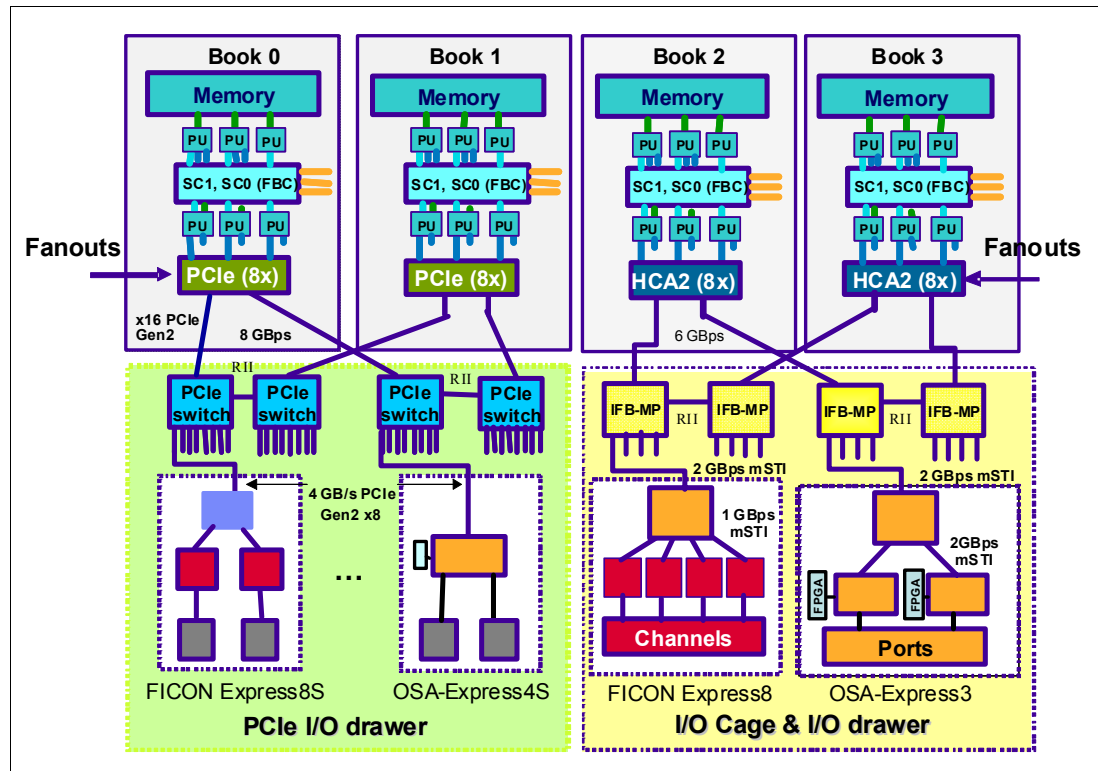 Book 0
Book 1
Book 2
Book 3
Memory
Memory
Memory
Memory
PU PU PU
PU PU PU
PU PU PU
PU PU PU
SC1, SC0 (FBC)
SC1, SC0 (FBC)
SC1, SC0 (FBC)
SC1, SC0 (FBC)
PU PU PU
PU PU PU
PU PU PU
PU PU PU
Fanouts
Fanouts
PCIe (8x)
PCIe (8x)
HCA2 (8x)
HCA2 (8x)
x16 PCIe
Gen2
8 GBps
6 GBps
RII
RII
RII
RII
PCIe
switch
PCIe
switch
PCIe
switch
PCIe
switch
IFB-MP
IFB-MP
IFB-MP
IFB-MP
2 GBps mSTI
2 GBps mSTI
4 GB/s PCIe
Gen2 x8
...
1 GBps
mSTI
2GBps
mSTI
FPGA
FPGA
Channels
Ports
FICON Express8S
OSA-Express4S
FICON Express8
OSA-Express3
PCIe I/O drawer
I/O Cage & I/O drawer